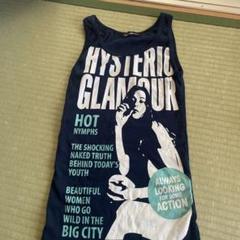 HYSTERIC
GLAMOUR
HOT
NYMPHS
THE SHOCKING
NAKED TRUTH
BEHIND TODAY'S
YOUTH
BEAUTIFUL
WOMEN
WHO GO
WILD IN THE
BIG CITY
ALWAYS
LOOKING
FOR SOME
ACTION